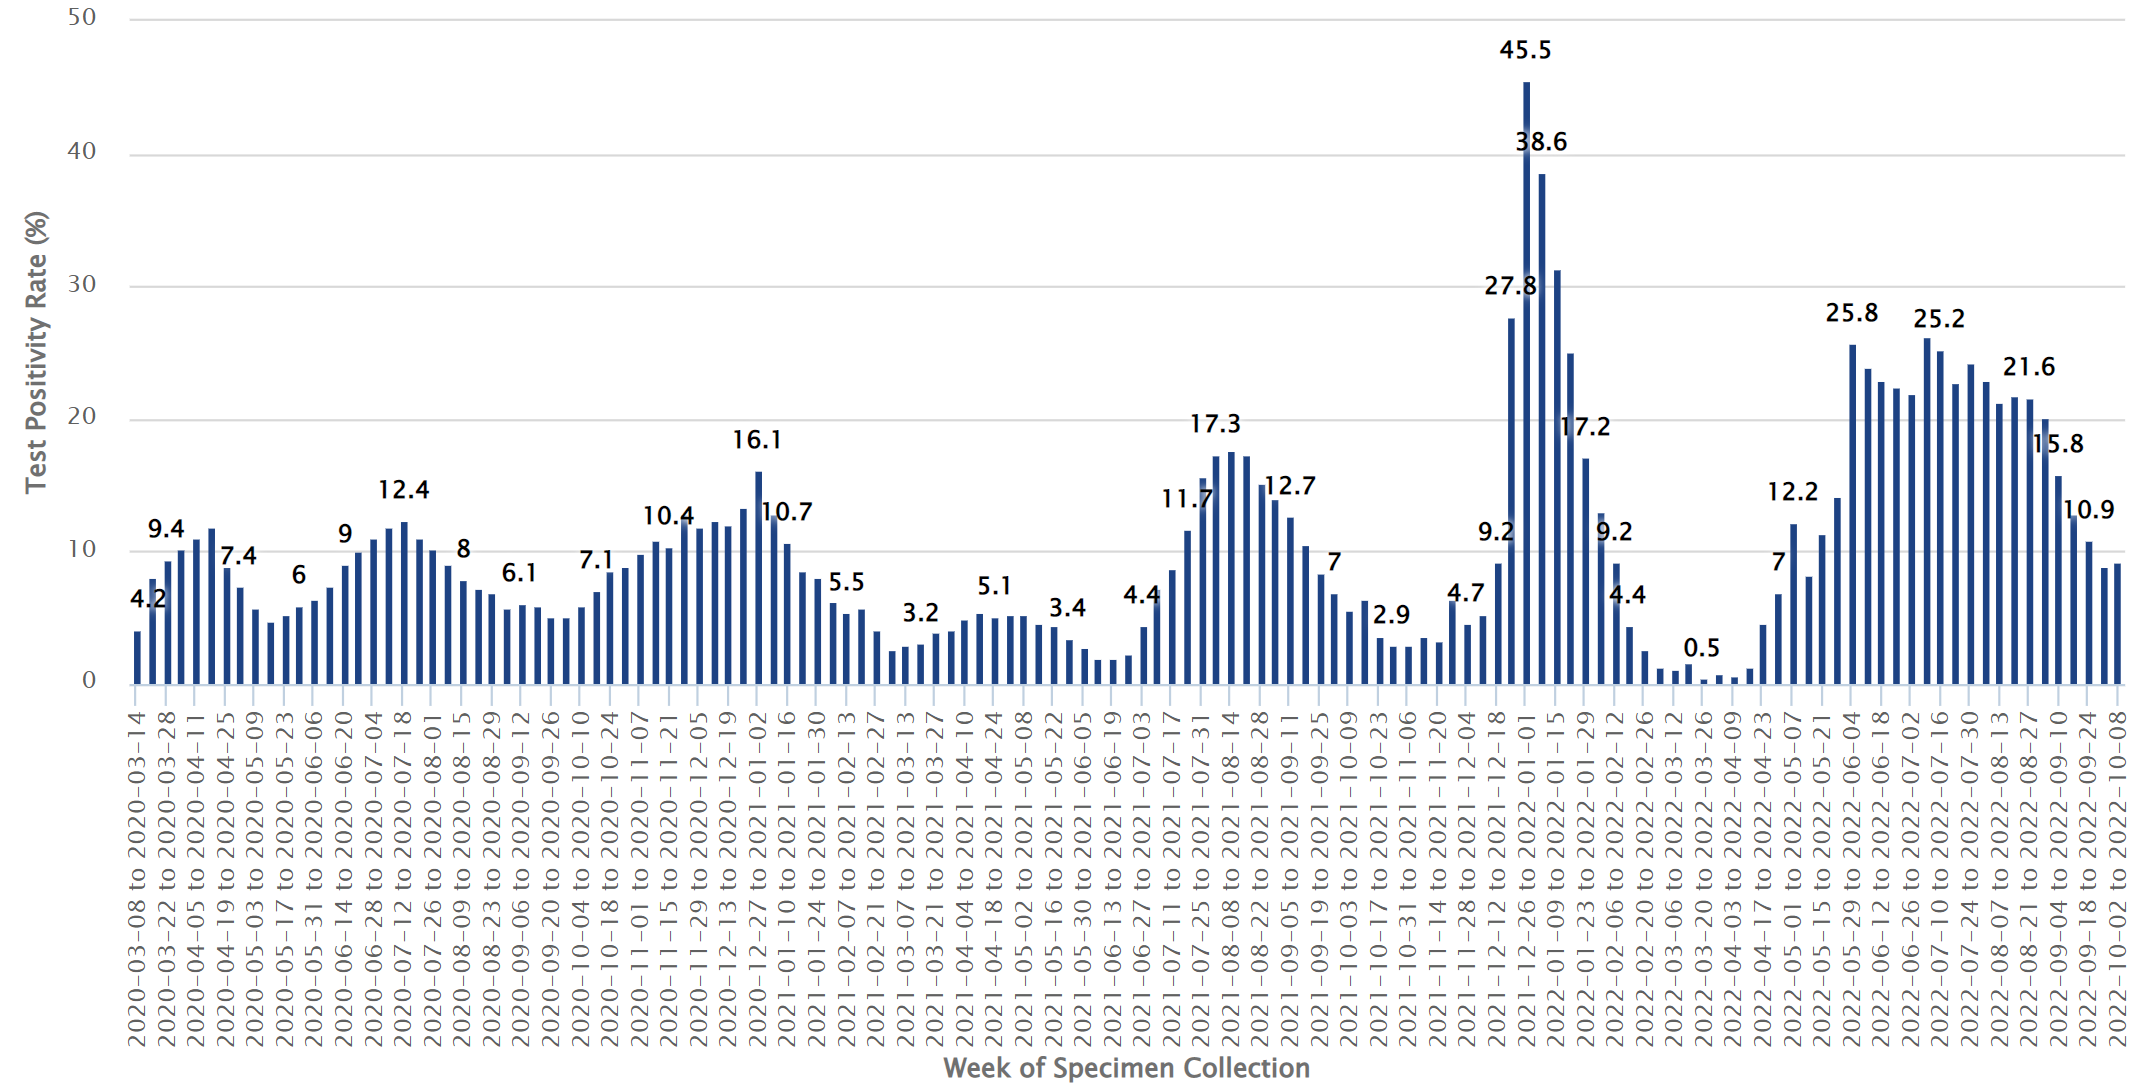 50
40
30
20
10
0
Test Positivity Rate (%)
4.2
9.4
7.4
6
9
12.4
8
6.1
7.1
10.4
16.1
10.7
5.5
3.2
5.1
3.4
4.4
11.7
17.3
12.7
7
2.9
4.7
9.2
27.8
45.5
38.6
17.2
9.2
4.4
0.5
7
12.2
25.8
25.2
21.6
15.8
10.9
2020-03-08 to 2020-03-14
2020-03-22 to 2020-03-28
2020-04-05 to 2020-04-11
2020-04-19 to 2020-04-25
2020-05-03 to 2020-05-09
2020-05-17 to 2020-05-23
2020-05-31 to 2020-06-06
2020-06-14 to 2020-06-20
2020-06-28 to 2020-07-04
2020-07-12 to 2020-07-18
2020-07-26 to 2020-08-01
2020-08-09 to 2020-08-15
2020-08-23 to 2020-08-29
2020-09-06 to 2020-09-12
2020-09-20 to 2020-09-26
2020-10-04 to 2020-10-10
2020-10-18 to 2020-10-24
2020-11-01 to 2020-11-07
2020-11-15 to 2020-11-21
2020-11-29 to 2020-12-05
2020-12-13 to 2020-12-19
2020-12-27 to 2021-01-02
2021-01-10 to 2021-01-16
2021-01-24 to 2021-01-30
2021-02-07 to 2021-02-13
2021-02-21 to 2021-02-27
2021-03-07 to 2021-03-13
2021-03-21 to 2021-03-27
2021-04-04 to 2021-04-10
2021-04-18 to 2021-04-24
2021-05-02 to 2021-05-08
2021-05-16 to 2021-05-22
2021-05-30 to 2021-06-05
2021-06-13 to 2021-06-19
2021-06-27 to 2021-07-03
2021-07-11 to 2021-07-17
2021-07-25 to 2021-07-31
2021-08-08 to 2021-08-14
2021-08-22 to 2021-08-28
2021-09-05 to 2021-09-11
2021-09-19 to 2021-09-25
2021-10-03 to 2021-10-09
2021-10-17 to 2021-10-23
2021-10-31 to 2021-11-06
2021-11-14 to 2021-11-20
2021-11-28 to 2021-12-04
2021-12-12 to 2021-12-18
2021-12-26 to 2022-01-01
2022-01-09 to 2022-01-15
2022-01-23 to 2022-01-29
2022-02-06 to 2022-02-12
2022-02-20 to 2022-02-26
2022-03-06 to 2022-03-12
2022-03-20 to 2022-03-26
2022-04-03 to 2022-04-09
2022-04-17 to 2022-04-23
2022-05-01 to 2022-05-07
2022-05-15 to 2022-05-21
2022-05-29 to 2022-06-04
2022-06-12 to 2022-06-18
2022-06-26 to 2022-07-02
2022-07-10 to 2022-07-16
2022-07-24 to 2022-07-30
2022-08-07 to 2022-08-13
2022-08-21 to 2022-08-27
2022-09-04 to 2022-09-10
2022-09-18 to 2022-09-24
2022-10-02 to 2022-10-08
Week of Specimen Collection